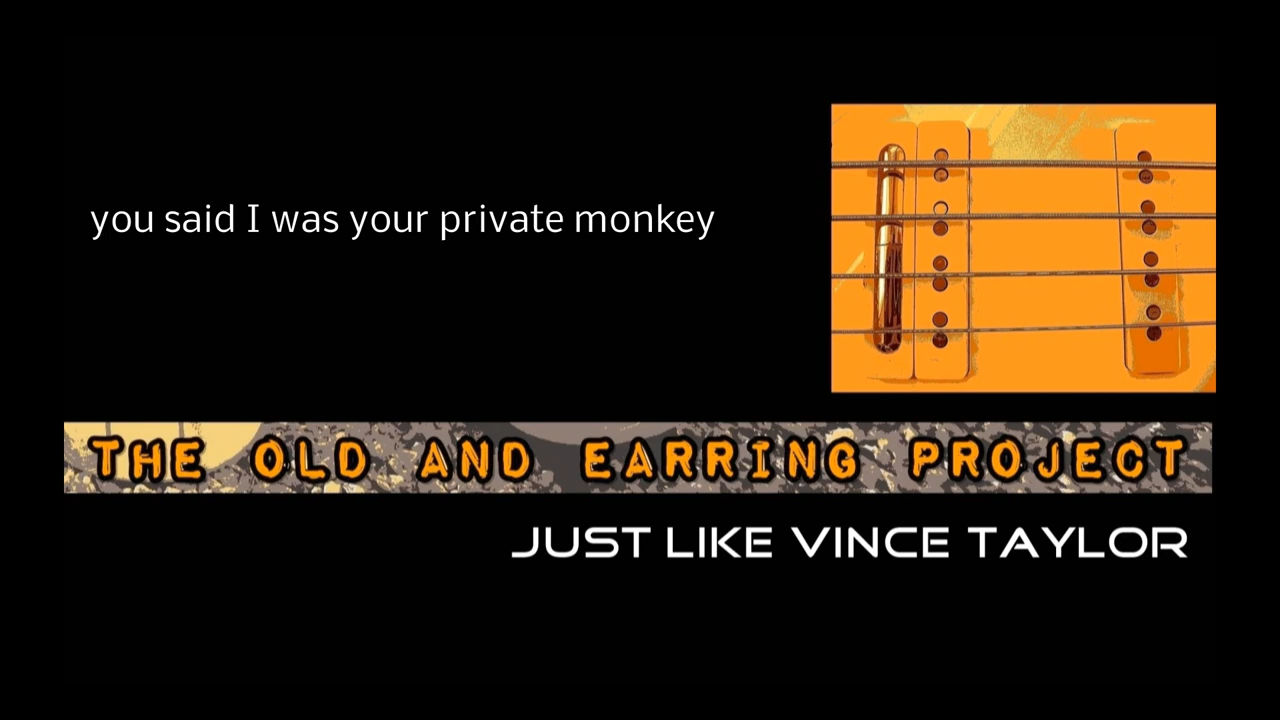 you said I was your private monkey
THE OLD AND EARRING PROJECT
JUST LIKE VINCE TAYLOR